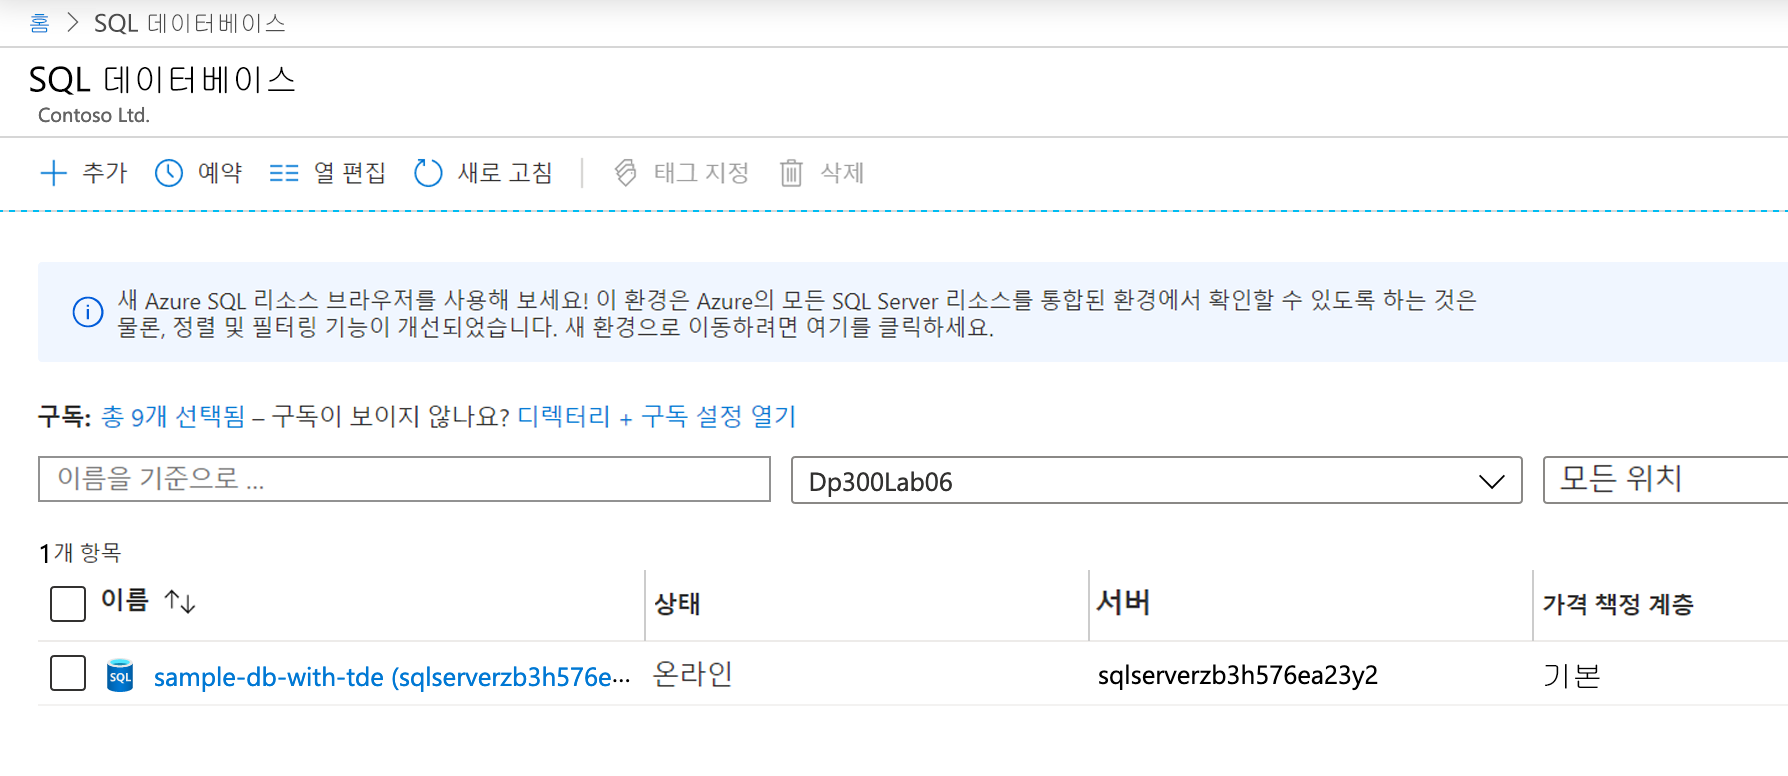 홈 > SQL 데이터베이스
SQL 데이터베이스
Contoso Ltd.
추가 예약 열 편집 새로 고침 태그 지정 삭제
새 Azure SQL 리소스 브라우저를 사용해 보세요! 이 환경은 Azure의 모든 SQL Server 리소스를 통합된 환경에서 확인할 수 있도록 하는 것은
물론, 정렬 및 필터링 기능이 개선되었습니다. 새 환경으로 이동하려면 여기를 클릭하세요.
구독: 총 9개 선택됨 – 구독이 보이지 않나요? 디렉터리 + 구독 설정 열기
이름을 기준으로 ... Dp300Lab06 모든 위치
1개 항목
이름 ↑↓ 상태 서버 가격 책정 계층
SQL sample-db-with-tde (sqlserverzb3h576e... 온라인 sqlserverzb3h576ea23y2 기본